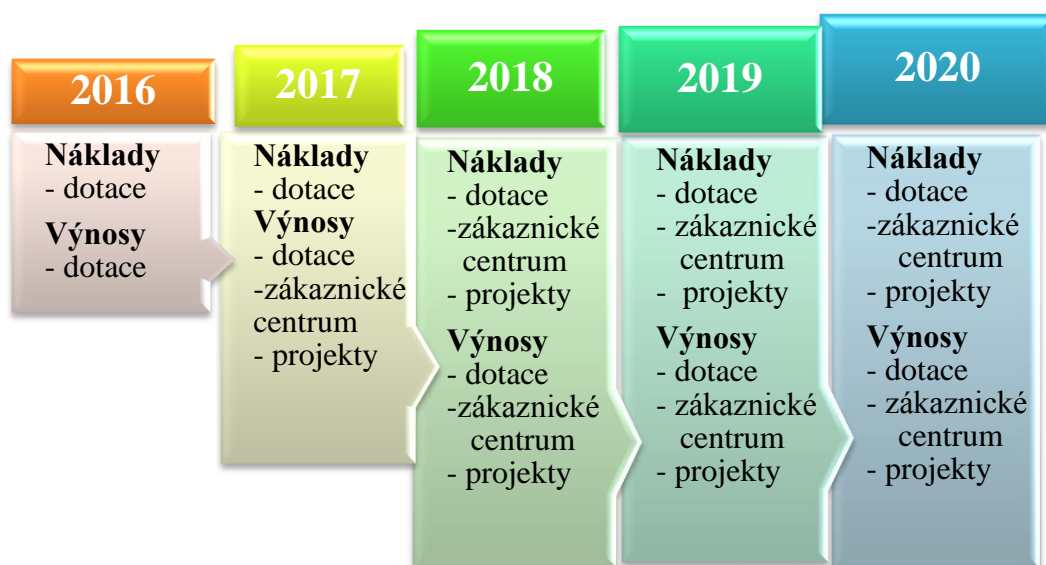 2016
Náklady
- dotace
Výnosy
- dotace
2017
Náklady
- dotace
Výnosy
- dotace
-zákaznické
centrum
- projekty
2018
Náklady
- dotace
-zákaznické
centrum
- projekty
Výnosy
- dotace
-zákaznické
centrum
- projekty
2019
Náklady
- dotace
- zákaznické
centrum
- projekty
Výnosy
- dotace
- zákaznické
centrum
- projekty
2020
Náklady
- dotace
-zákaznické
centrum
- projekty
Výnosy
- dotace
- zákaznické
centrum
- projekty